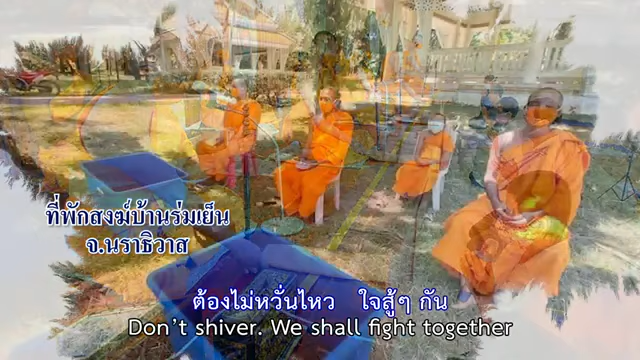 ที่พักสงฆ์บ้านร่มเย็น
จ.นราธิวาส
ต้องไม่หวั่นไหว ใจสู้ๆ กัน
Don't shiver. We shall fight together